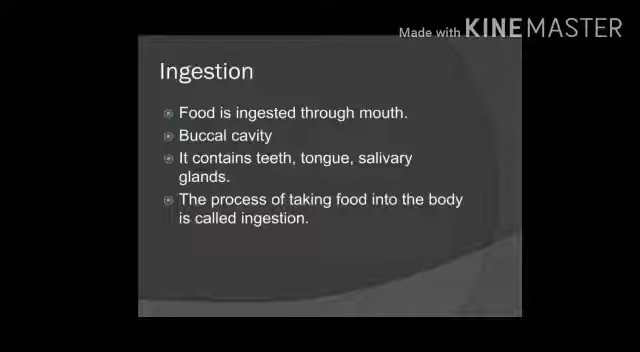 Made with KINEMASTER
Ingestion
Food is ingested through mouth.
Buccal cavity
It contains teeth, tongue, salivary
glands.
The process of taking food into the body
is called ingestion.